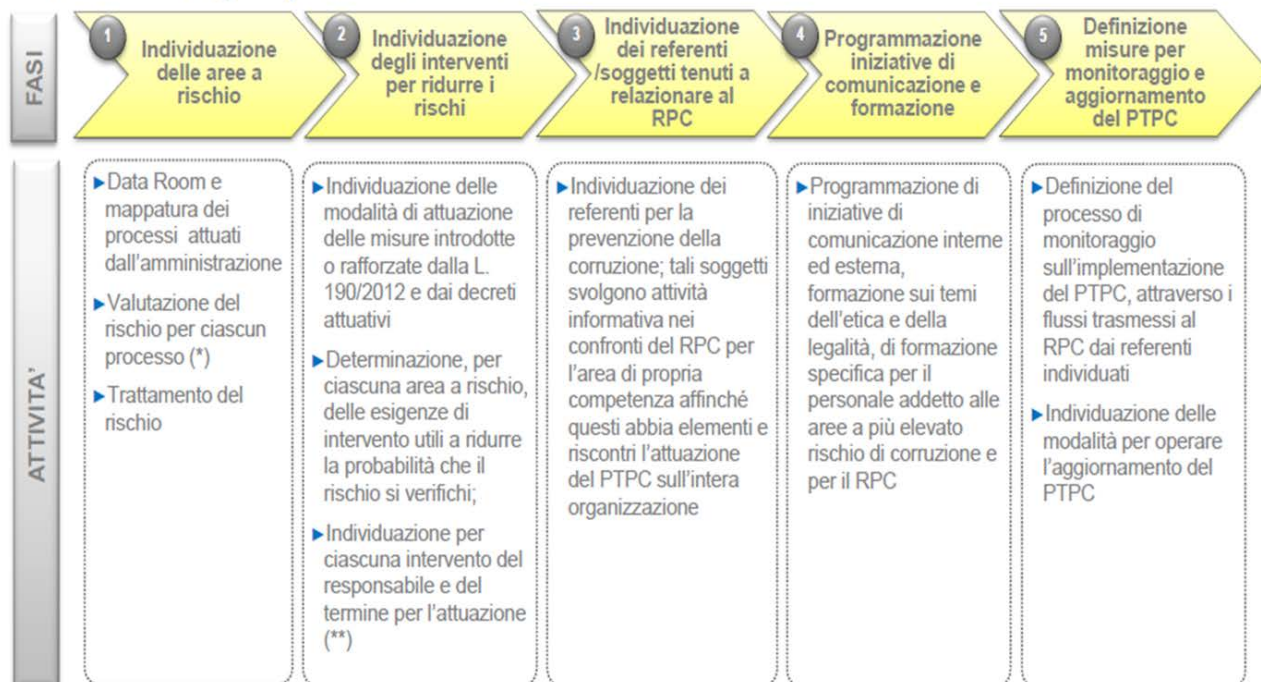 FASI
1
Individuazione
delle aree a
rischio
2
Individuazione
degli interventi
per ridurre i
rischi
3
Individuazione
dei referenti
/soggetti tenuti a
relazionare al
RPC
4
Programmazione
iniziative di
comunicazione e
formazione
5
Definizione
misure per
monitoraggio e
aggiornamento
del PTPC
ATTIVITA'
►Data Room e
mappatura dei
processi attuati
dall'amministrazione
►Valutazione del
rischio per ciascun
processo (*)
►Trattamento del
rischio
►Individuazione delle
modalità di attuazione
delle misure introdotte
o rafforzate dalla L.
190/2012 e dai decreti
attuativi
►Determinazione, per
ciascuna area a rischio,
delle esigenze di
intervento utili a ridurre
la probabilità che il
rischio si verifichi;
►Individuazione per
ciascuna intervento del
responsabile e del
termine per l'attuazione
(**)
►Individuazione dei
referenti per la
prevenzione della
corruzione; tali soggetti
svolgono attività
informativa nei
confronti del RPC per
l'area di propria
competenza affinché
questi abbia elementi e
riscontri l'attuazione
del PTPC sull'intera
organizzazione
►Programmazione di
iniziative di
comunicazione interne
ed esterna,
formazione sui temi
dell'etica e della
legalità, di formazione
specifica per il
personale addetto alle
aree a più elevato
rischio di corruzione e
per il RPC
►Definizione del
processo di
monitoraggio
sull'implementazione
del PTPC, attraverso i
flussi trasmessi al
RPC dai referenti
individuati
►Individuazione delle
modalità per operare
l'aggiornamento del
PTPC